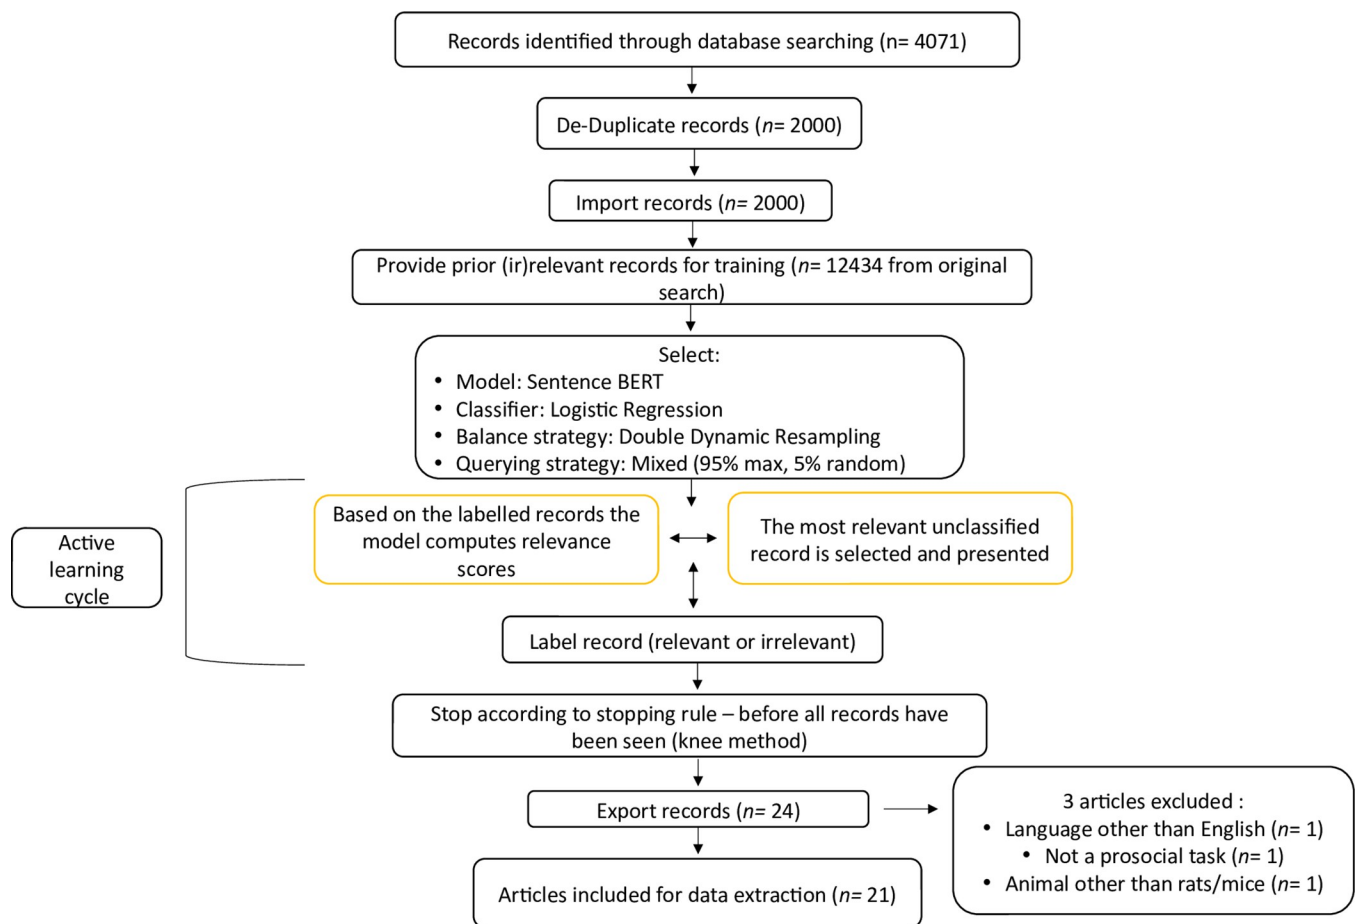 Records identified through database searching (n= 4071)
De-Duplicate records (n= 2000)
Import records (n= 2000)
Provide prior (ir)relevant records for training (n= 12434 from original
search)
Select:
• Model: Sentence BERT
• Classifier: Logistic Regression
• Balance strategy: Double Dynamic Resampling
• Querying strategy: Mixed (95% max, 5% random)
Active
learning
cycle
Based on the labelled records the
model computes relevance
scores
The most relevant unclassified
record is selected and presented
Label record (relevant or irrelevant)
Stop according to stopping rule – before all records have
been seen (knee method)
Export records (n= 24)
3 articles excluded :
• Language other than English (n= 1)
• Not a prosocial task (n= 1)
• Animal other than rats/mice (n= 1)
Articles included for data extraction (n= 21)